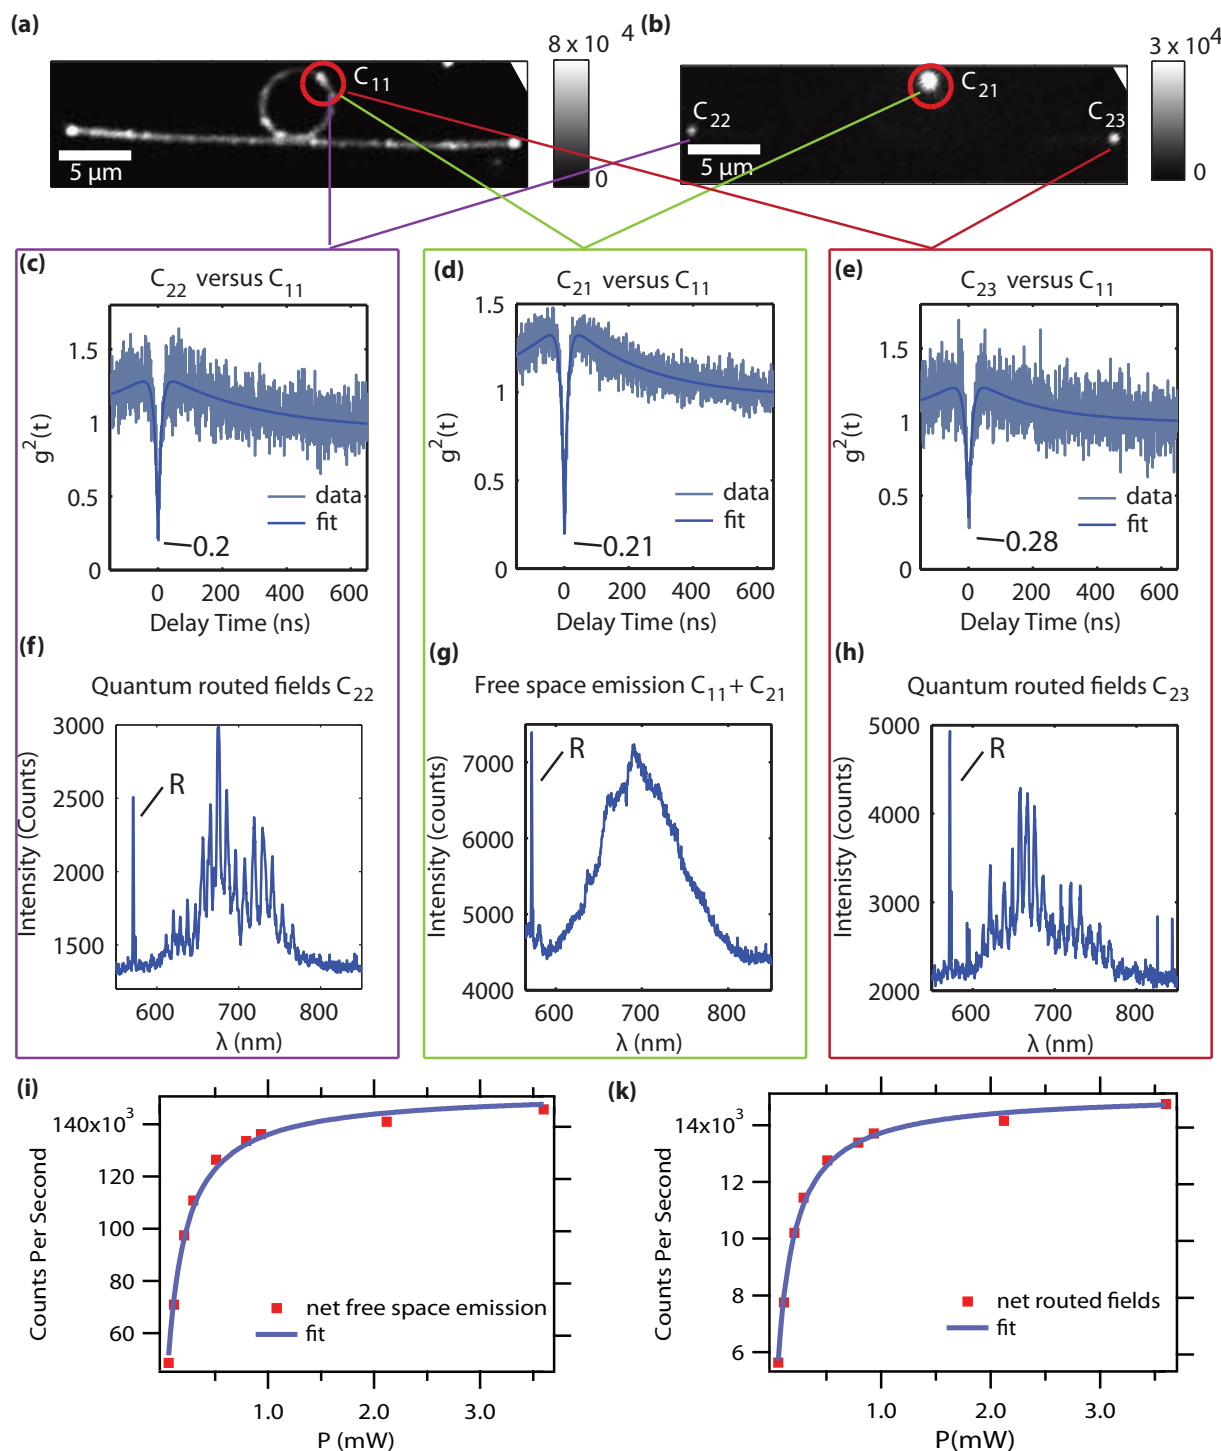 (a)
8 x 10 4
C11
5 µm
0
(b)
3 x 10 4
C21
C22
C23
5 µm
0
(c)
C22 versus C11
1.5
1
0.5
0
g2(t)
data
fit
0.2
0 200 400 600
Delay Time (ns)
(d)
C21 versus C11
1.5
1
0.5
0
g2(t)
data
fit
0.21
0 200 400 600
Delay Time (ns)
(e)
C23 versus C11
1.5
1
0.5
0
g2(t)
data
fit
0.28
0 200 400 600
Delay Time (ns)
(f)
Quantum routed fields C22
3000
2500
2000
1500
Intensity (Counts)
R
600 700 800
λ (nm)
(g)
Free space emission C11 + C21
7000
6000
5000
4000
Intensity (counts)
R
600 700 800
λ (nm)
(h)
Quantum routed fields C23
5000
4000
3000
2000
Intenisty (counts)
R
600 700 800
λ (nm)
(i)
140x103
120
100
80
60
Counts Per Second
net free space emission
fit
1.0 2.0 3.0
P (mW)
(k)
14x103
12
10
8
6
Counts Per Second
net routed fields
fit
1.0 2.0 3.0
P(mW)